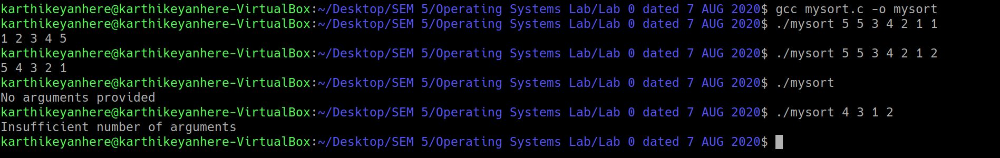 karthikeyanhere@karthikeyanhere-VirtualBox:~/Desktop/SEM 5/Operating Systems Lab/Lab 0 dated 7 AUG 2020$ gcc mysort.c -o mysort
karthikeyanhere@karthikeyanhere-VirtualBox:~/Desktop/SEM 5/Operating Systems Lab/Lab 0 dated 7 AUG 2020$ ./mysort 5 5 3 4 2 1 1
1 2 3 4 5
karthikeyanhere@karthikeyanhere-VirtualBox:~/Desktop/SEM 5/Operating Systems Lab/Lab 0 dated 7 AUG 2020$ ./mysort 5 5 3 4 2 1 2
5 4 3 2 1
karthikeyanhere@karthikeyanhere-VirtualBox:~/Desktop/SEM 5/Operating Systems Lab/Lab 0 dated 7 AUG 2020$ ./mysort
No arguments provided
karthikeyanhere@karthikeyanhere-VirtualBox:~/Desktop/SEM 5/Operating Systems Lab/Lab 0 dated 7 AUG 2020$ ./mysort 4 3 1 2
Insufficient number of arguments
karthikeyanhere@karthikeyanhere-VirtualBox:~/Desktop/SEM 5/Operating Systems Lab/Lab 0 dated 7 AUG 2020$